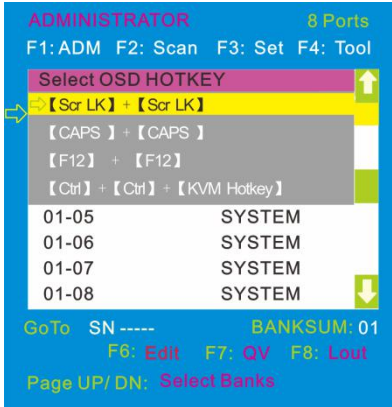 ADMINISTRATOR 8 Ports
F1: ADM F2: Scan F3: Set F4: Tool
Select OSD HOTKEY
【Scr LK】+【Scr LK】
【CAPS 】+【CAPS 】
【F12】 + 【F12】
【Ctrl】+【Ctrl】+【KVM Hotkey】
01-05 SYSTEM
01-06 SYSTEM
01-07 SYSTEM
01-08 SYSTEM
GoTo SN ----- BANKSUM: 01
F6: Edit F7: QV F8: Lout
Page UP/ DN: Select Banks